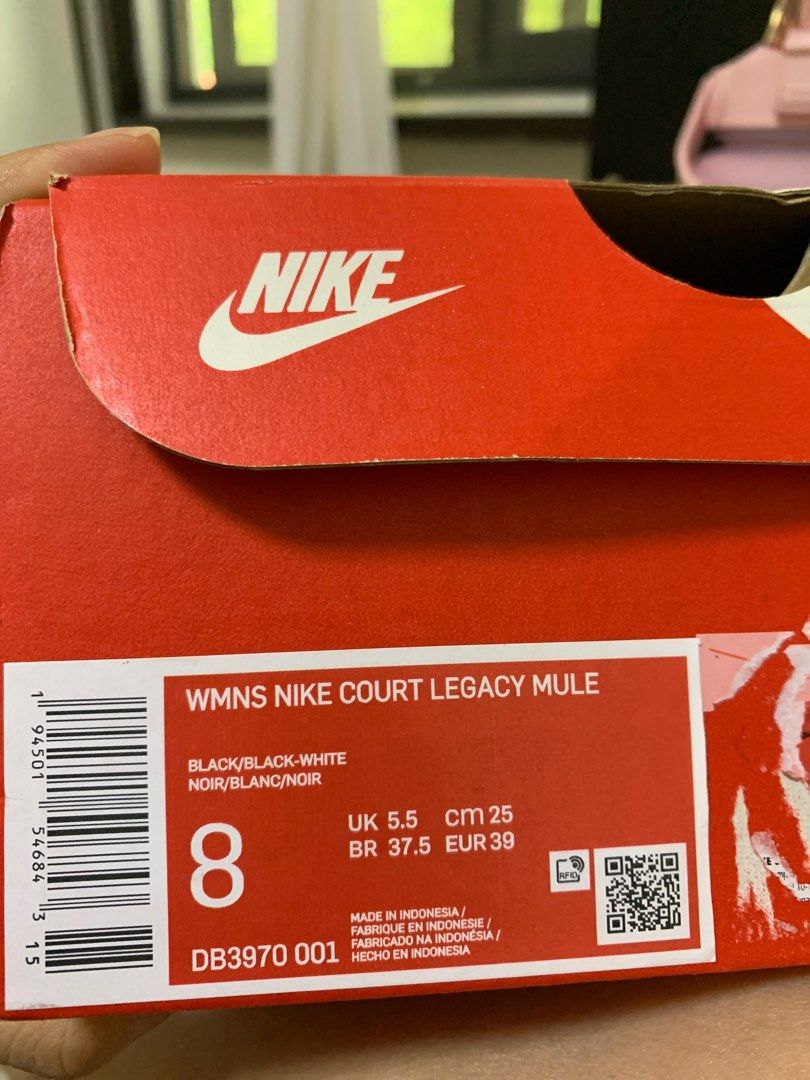 NIKE
WMNS NIKE COURT LEGACY MULE
BLACK/BLACK-WHITE
NOIR/BLANC/NOIR
8
UK 5.5 cm 25
BR 37.5 EUR 39
RFID
DB3970 001
MADE IN INDONESIA /
FABRIQUE EN INDONESIE /
FABRICADO NA INDONÉSIA /
HECHO EN INDONESIA
1 94501 54684 3 15